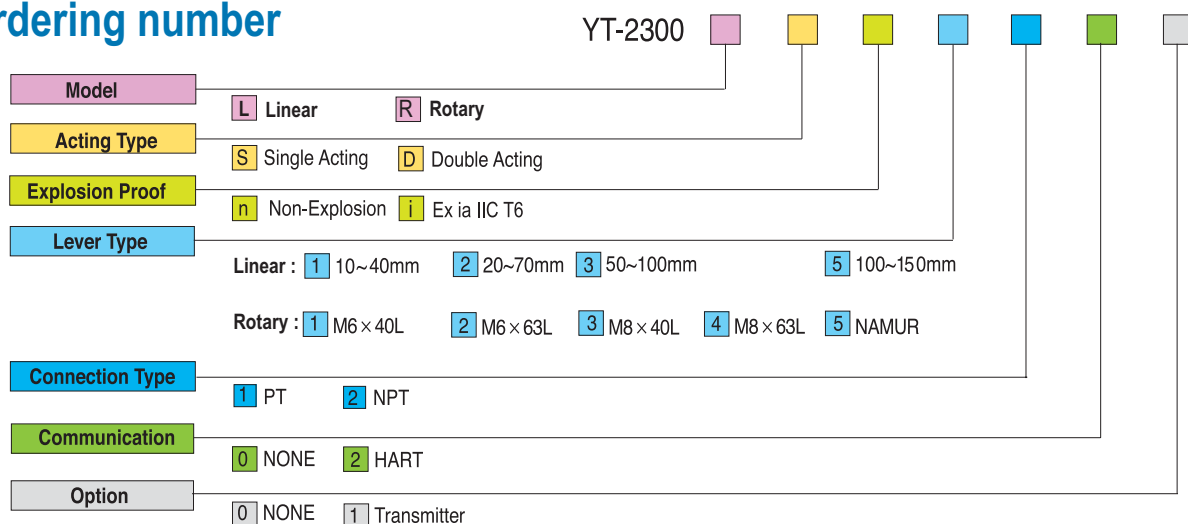 rdering number
YT-2300
Model
L Linear R Rotary
Acting Type
S Single Acting D Double Acting
Explosion Proof
n Non-Explosion i Ex ia IIC T6
Lever Type
Linear : 1 10~40mm 2 20~70mm 3 50~100mm 5 100~150mm
Rotary : 1 M6 × 40L 2 M6 × 63L 3 M8 × 40L 4 M8 × 63L 5 NAMUR
Connection Type
1 PT 2 NPT
Communication
0 NONE 2 HART
Option
0 NONE 1 Transmitter